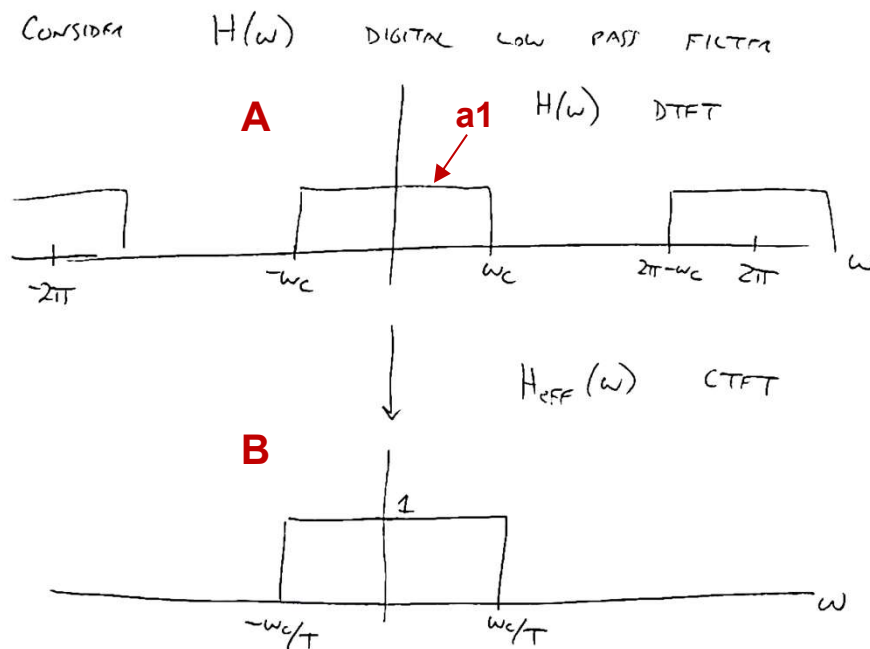 CONSIDER H(ω) DIGITAL LOW PASS FILTER
A a1 H(ω) DTFT
-2π -ωc ωc 2π-ωc 2π ω
Heff(ω) CTFT
B
1
-ωc/T ωc/T ω